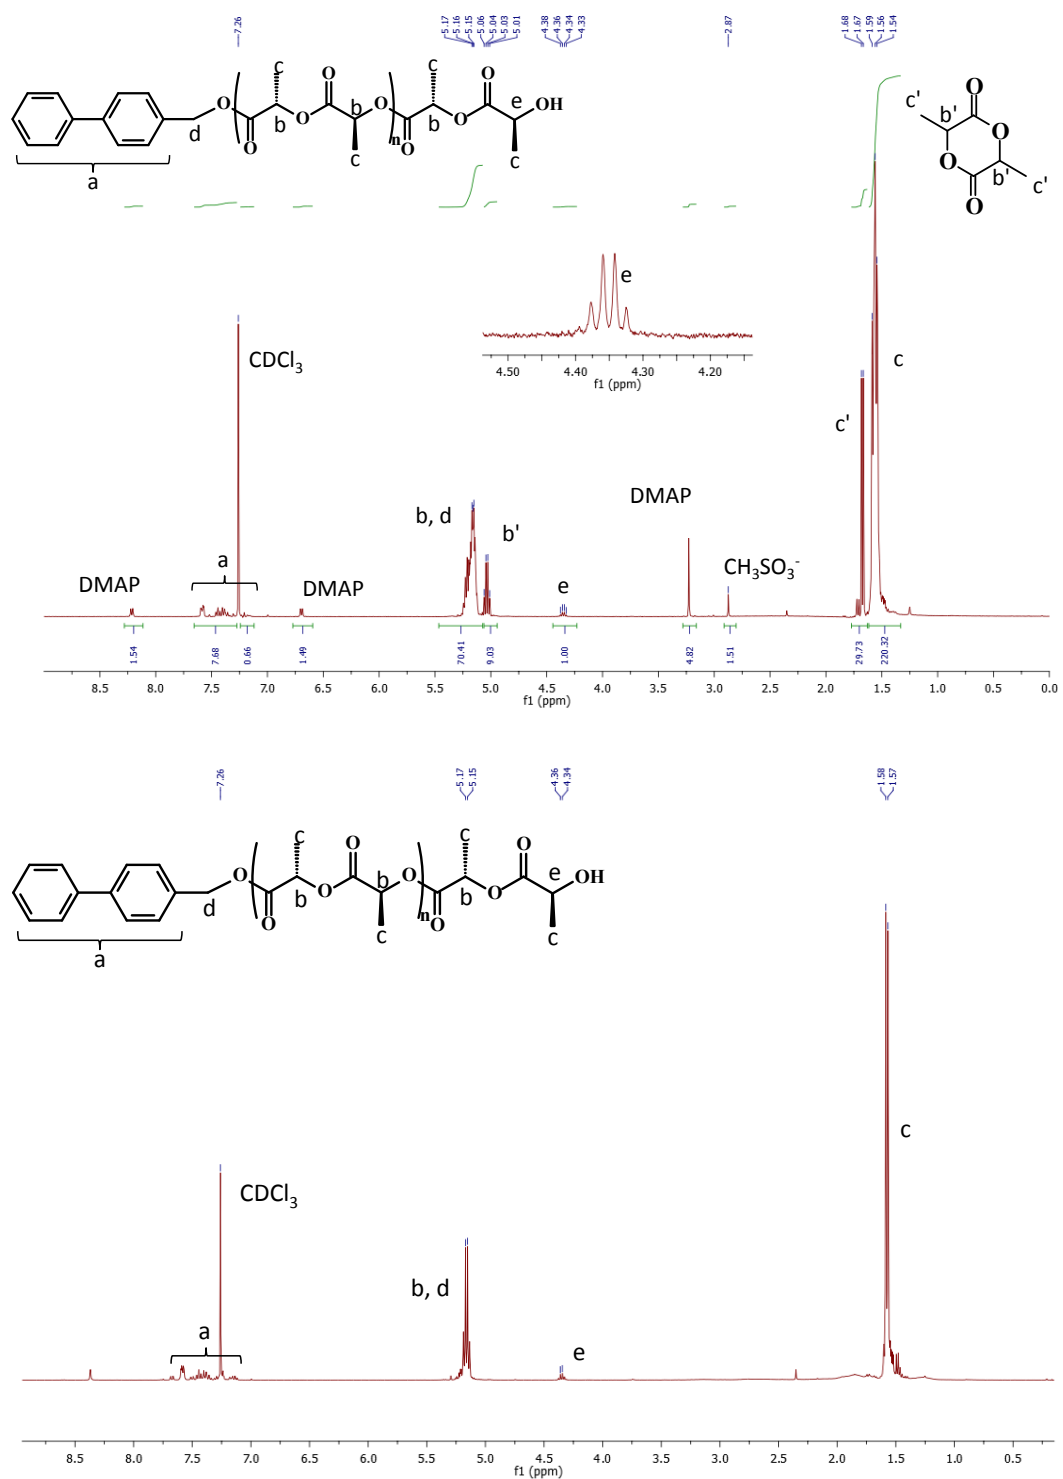 7.26
5.17
5.16
5.15
5.06
5.04
5.03
5.01
4.38
4.36
4.34
4.33
2.87
1.68
1.67
1.59
1.56
1.54
c O c O
O O O b O b O e OH
d b O c n O c
a
c' b' O
O O
b' c'
O
e
4.50 4.40 4.30 4.20
f1 (ppm)
CDCl₃
c
c'
DMAP
b, d
b'
a
DMAP
DMAP
e
CH₃SO₃⁻
1.54
7.68
0.66
1.49
70.41
9.03
1.00
4.82
1.51
29.73
220.32
8.5 8.0 7.5 7.0 6.5 6.0 5.5 5.0 4.5 4.0 3.5 3.0 2.5 2.0 1.5 1.0 0.5 0.0
f1 (ppm)
7.26
5.17
5.15
4.36
4.34
1.58
1.57
c O c O
O O O b O b O e OH
d b O c n O c
a
c
CDCl₃
b, d
a
e
8.5 8.0 7.5 7.0 6.5 6.0 5.5 5.0 4.5 4.0 3.5 3.0 2.5 2.0 1.5 1.0 0.5
f1 (ppm)